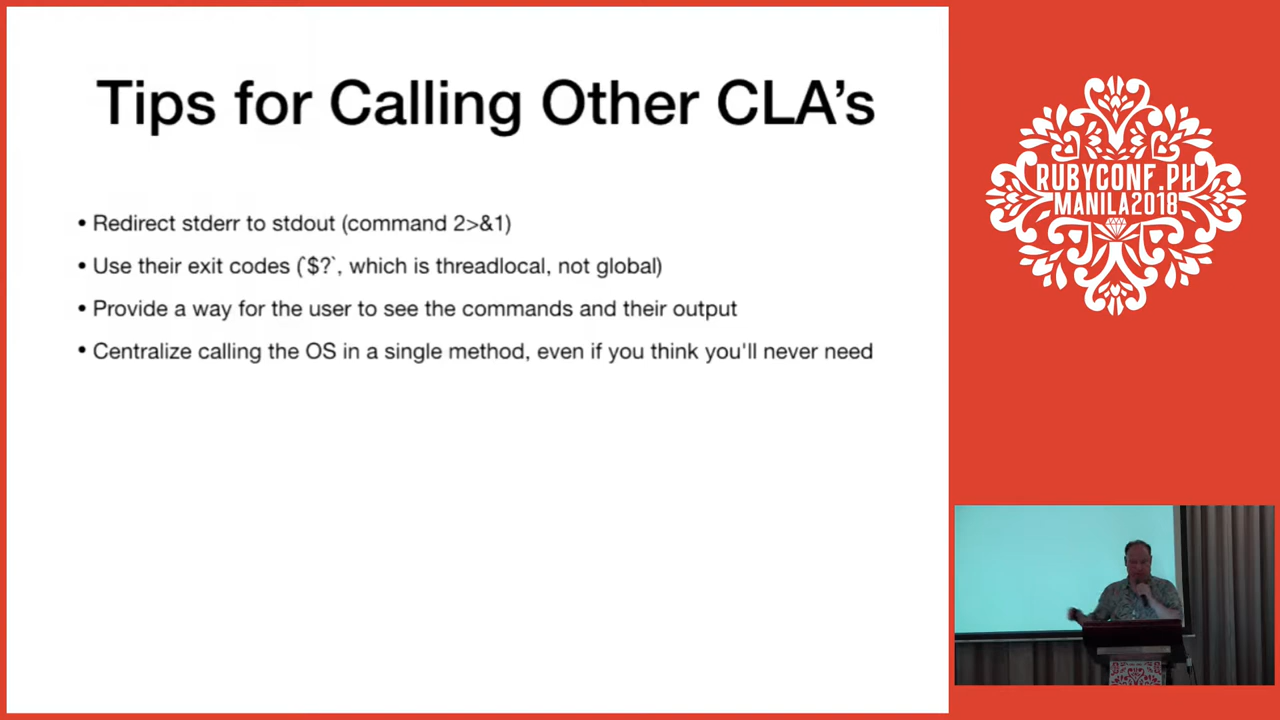 Tips for Calling Other CLA’s
• Redirect stderr to stdout (command 2>&1)
• Use their exit codes (`$?`, which is threadlocal, not global)
• Provide a way for the user to see the commands and their output
• Centralize calling the OS in a single method, even if you think you'll never need
RUBYCONF.PH
MANILA2018